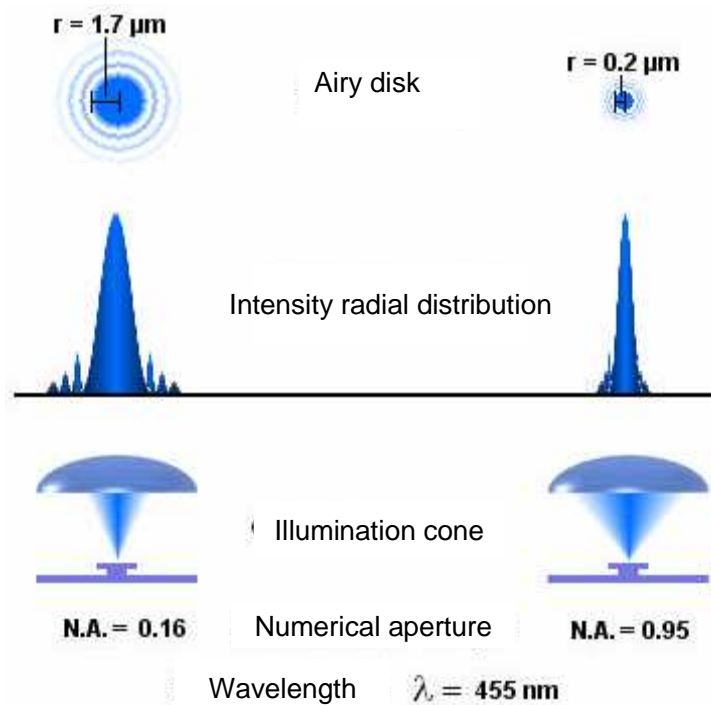 r = 1.7 µm
Airy disk
r = 0.2 µm
Intensity radial distribution
Illumination cone
N.A. = 0.16
Numerical aperture
N.A. = 0.95
Wavelength λ = 455 nm